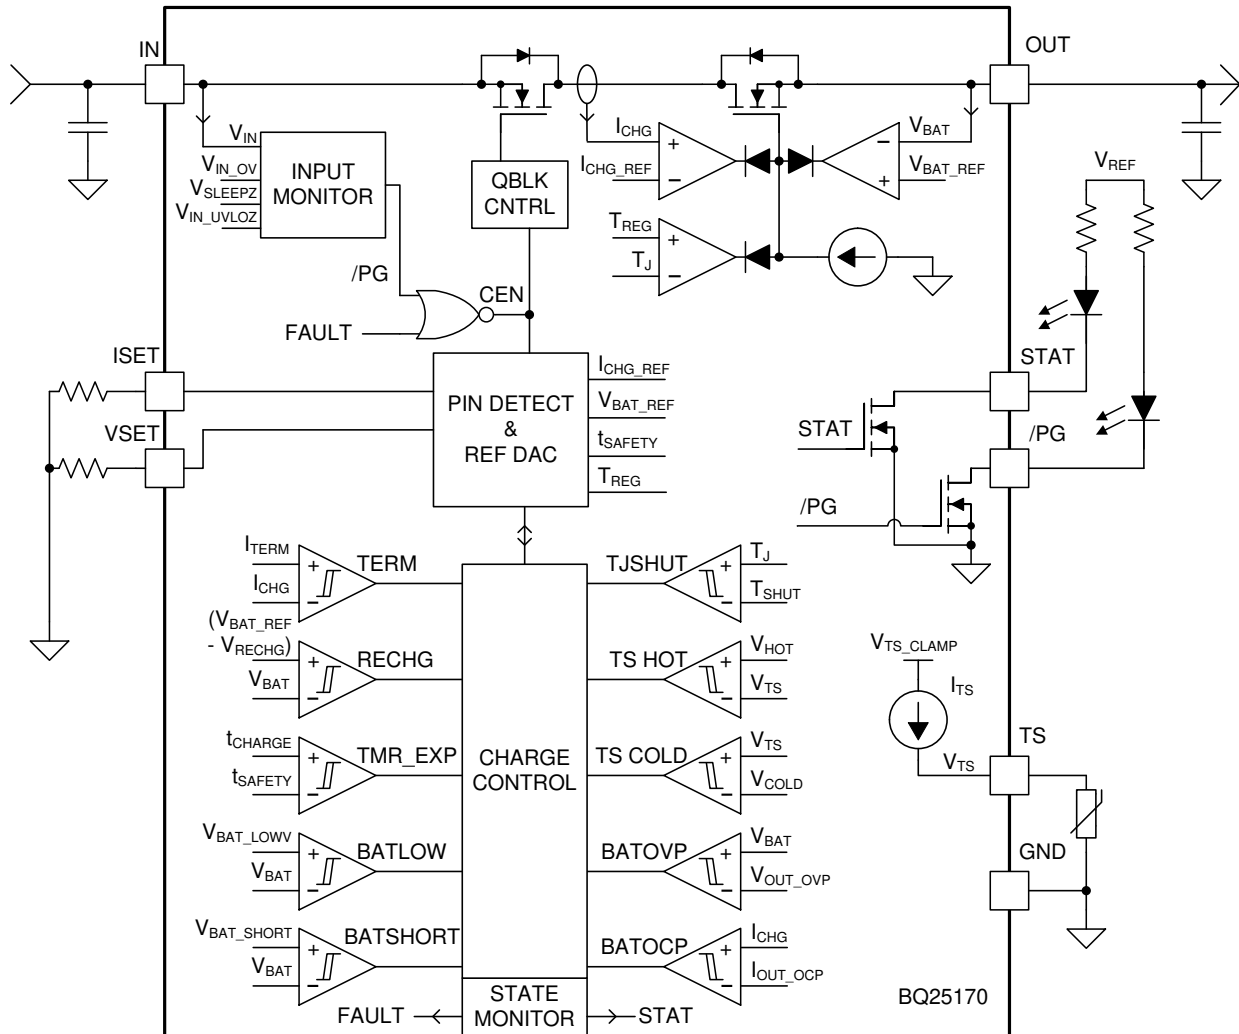 IN
OUT
V_IN
V_IN_OV
V_SLEEPZ
V_IN_UVLOZ
INPUT
MONITOR
QBLK
CNTRL
I_CHG
I_CHG_REF
+
−
V_BAT
V_BAT_REF
−
+
T_REG
T_J
+
−
V_REF
/PG
FAULT
CEN
ISET
VSET
PIN DETECT
&
REF DAC
I_CHG_REF
V_BAT_REF
t_SAFETY
T_REG
STAT
STAT
/PG
/PG
I_TERM
I_CHG
+
−
TERM
(V_BAT_REF
- V_RECHG)
V_BAT
+
−
RECHG
t_CHARGE
t_SAFETY
+
−
TMR_EXP
V_BAT_LOWV
V_BAT
+
−
BATLOW
V_BAT_SHORT
V_BAT
+
−
BATSHORT
CHARGE
CONTROL
STATE
MONITOR
FAULT
STAT
TJSHUT
+
−
T_J
T_SHUT
TS HOT
+
−
V_HOT
V_TS
TS COLD
+
−
V_TS
V_COLD
BATOVP
+
−
V_BAT
V_OUT_OVP
BATOCP
+
−
I_CHG
I_OUT_OCP
V_TS_CLAMP
I_TS
V_TS
TS
GND
BQ25170